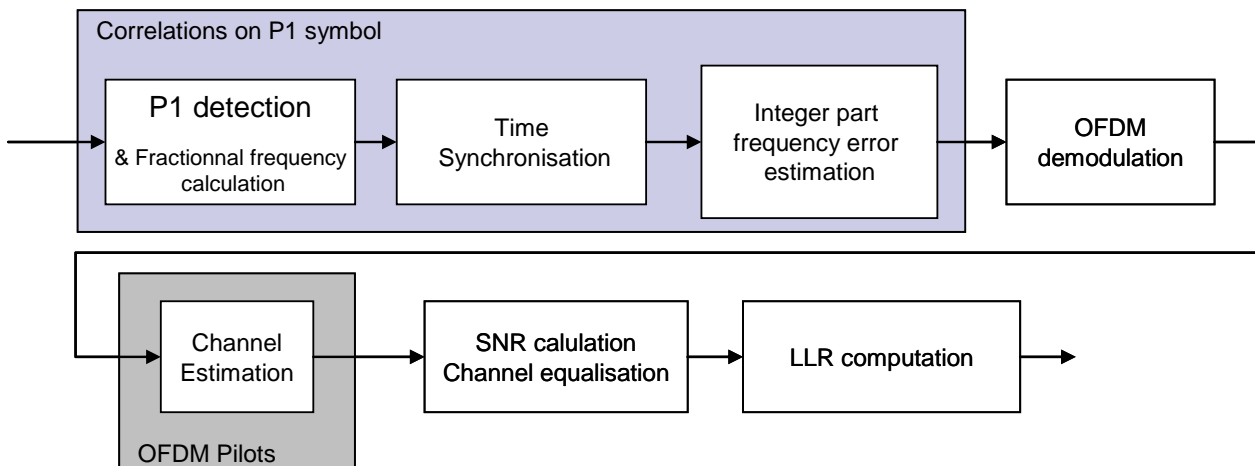 Correlations on P1 symbol
P1 detection
& Fractionnal frequency
calculation
Time
Synchronisation
Integer part
frequency error
estimation
OFDM
demodulation
Channel
Estimation
OFDM Pilots
SNR calulation
Channel equalisation
LLR computation